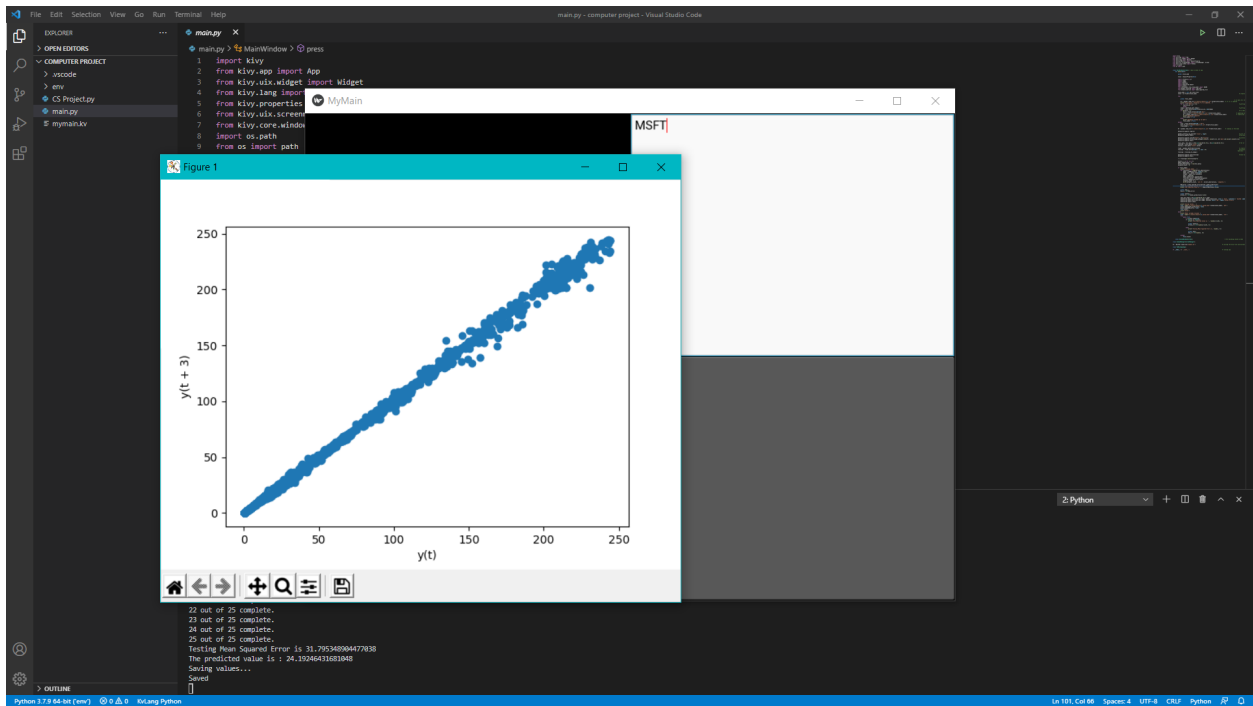 File Edit Selection View Go Run Terminal Help
main.py - computer project - Visual Studio Code
EXPLORER
main.py
OPEN EDITORS
main.py > MainWindow > press
COMPUTER PROJECT
.vscode
env
CS Project.py
main.py
mymain.kv
1 import kivy
2 from kivy.app import App
3 from kivy.uix.widget import Widget
4 from kivy.lang import
5 from kivy.properties
6 from kivy.uix.screen
7 from kivy.core.windo
8 import os.path
9 from os import path
MyMain
MSFT
Figure 1
250
200
150
100
50
0
y(t + 3)
0 50 100 150 200 250
y(t)
2: Python
22 out of 25 complete.
23 out of 25 complete.
24 out of 25 complete.
25 out of 25 complete.
Testing Mean Squared Error is 31.795348904477038
The predicted value is : 24.19246431681048
Saving values...
Saved
OUTLINE
Python 3.7.9 64-bit ('env') 0 0 KvLang Python
Ln 101, Col 66 Spaces: 4 UTF-8 CRLF Python